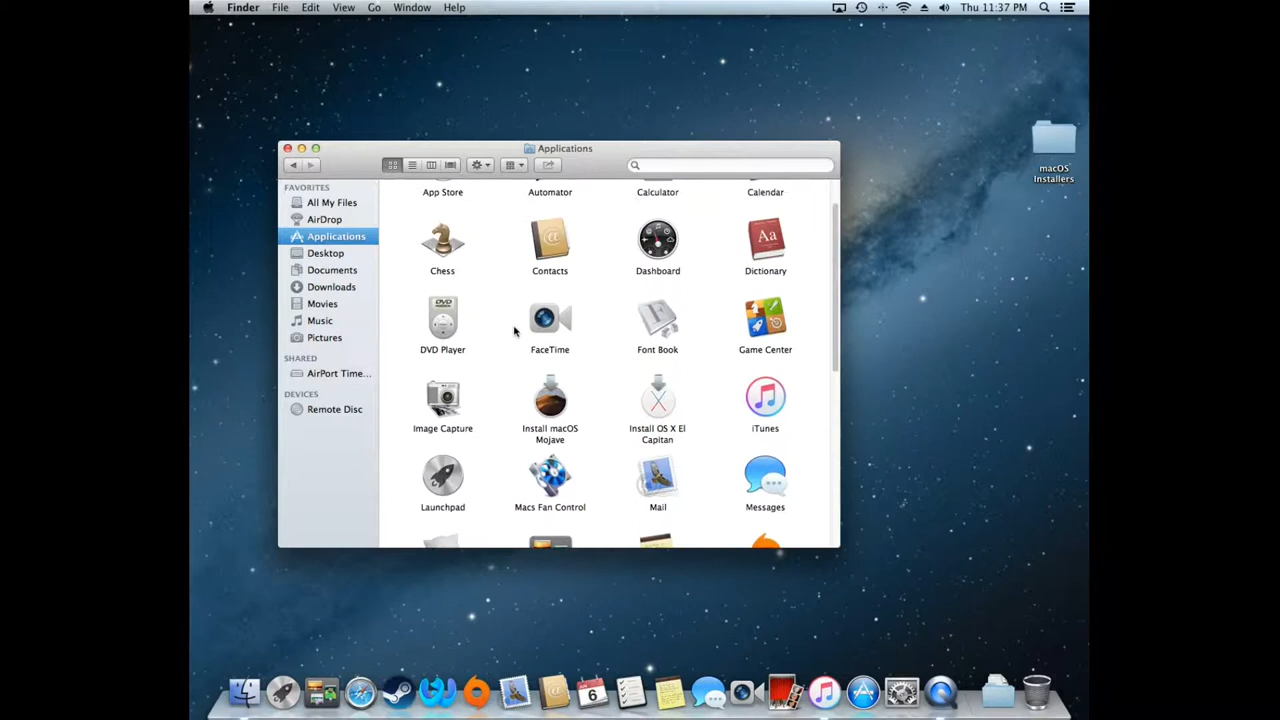 Finder File Edit View Go Window Help Thu 11:37 PM
macOS
Installers
Applications
FAVORITES
All My Files
AirDrop
Applications
Desktop
Documents
Downloads
Movies
Music
Pictures
SHARED
AirPort Time...
DEVICES
Remote Disc
App Store Automator Calculator Calendar
Aa
Chess Contacts Dashboard Dictionary
DVD
DVD Player FaceTime Font Book Game Center
Image Capture Install macOS Install OS X El iTunes
Mojave Capitan
Launchpad Macs Fan Control Mail Messages
6